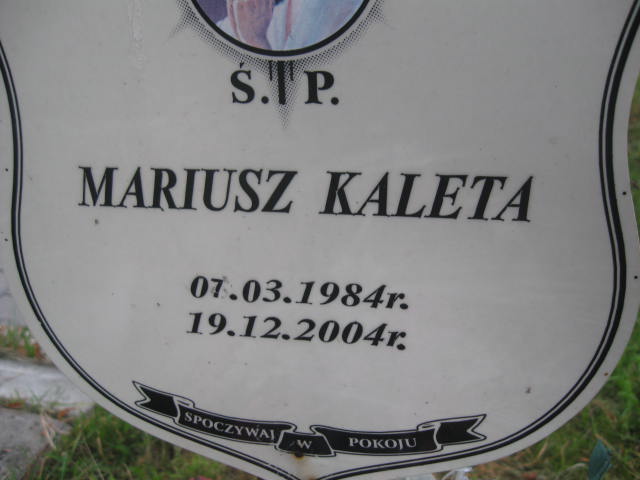 Ś. P.
MARIUSZ KALETA
07.03.1984r.
19.12.2004r.
SPOCZYWAJ W POKOJU